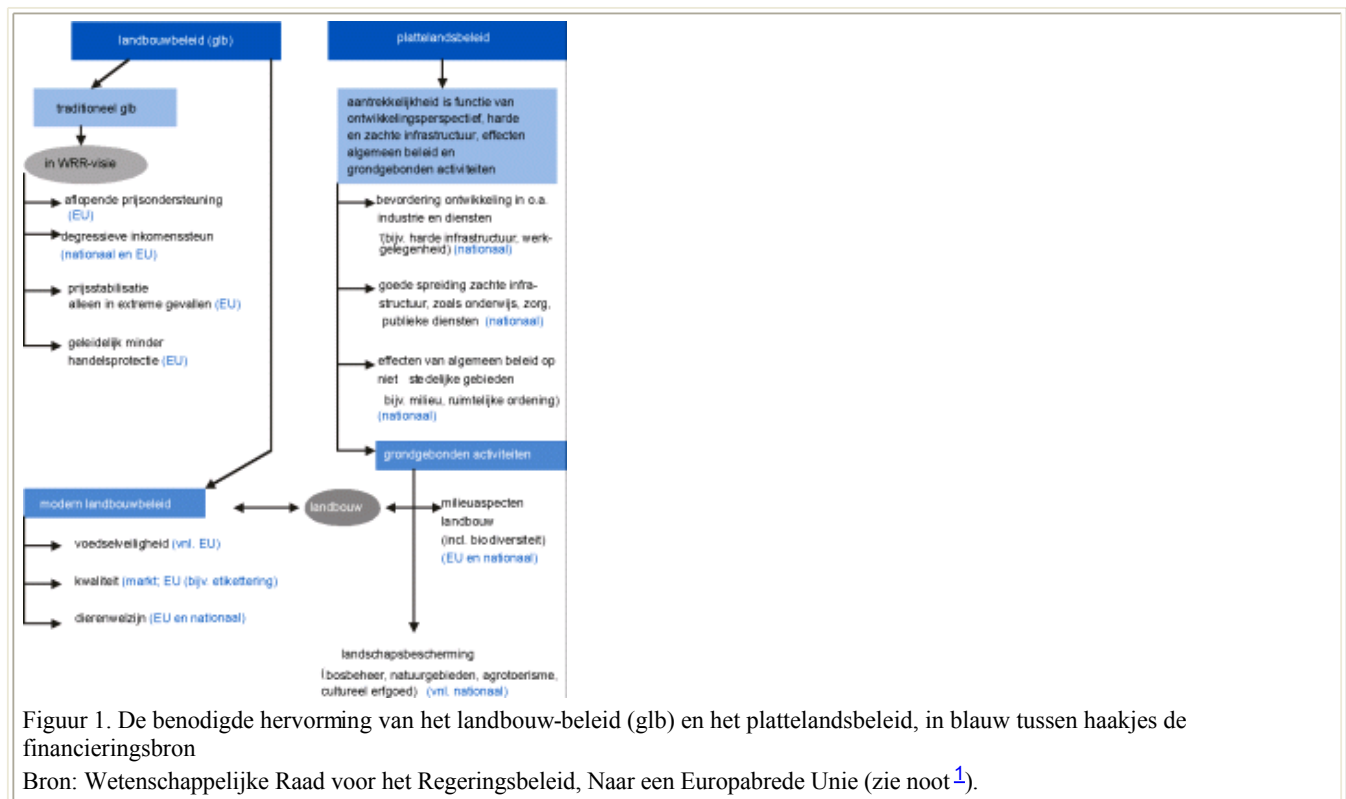 landbouwbeleid (glb)
traditioneel glb
in WRR-visie
aflopende prijsondersteuning
(EU)
degressieve inkomenssteun
(nationaal en EU)
prijsstabilisatie
alleen in extreme gevallen (EU)
geleidelijk minder
handelsprotectie (EU)
modern landbouwbeleid
voedselveiligheid (vnl. EU)
kwaliteit (markt; EU (bijv. etikettering)
dierenwelzijn (EU en nationaal)
plattelandsbeleid
aantrekkelijkheid is functie van
ontwikkelingsperspectief, harde
en zachte infrastructuur, effecten
algemeen beleid en
grondgebonden activiteiten
bevordering ontwikkeling in o.a.
industrie en diensten
(bijv. harde infrastructuur, werk-
gelegenheid) (nationaal)
goede spreiding zachte infra-
structuur, zoals onderwijs, zorg,
publieke diensten (nationaal)
effecten van algemeen beleid op
niet stedelijke gebieden
bijv. milieu, ruimtelijke ordening)
(nationaal)
grondgebonden activiteiten
landbouw
milieuaspecten
landbouw
(incl. biodiversiteit)
(EU en nationaal)
landschapsbescherming
(bosbeheer, natuurgebieden, agrotoerisme,
cultureel erfgoed) (vnl. nationaal)
Figuur 1. De benodigde hervorming van het landbouw-beleid (glb) en het plattelandsbeleid, in blauw tussen haakjes de
financieringsbron
Bron: Wetenschappelijke Raad voor het Regeringsbeleid, Naar een Europabrede Unie (zie noot 1).